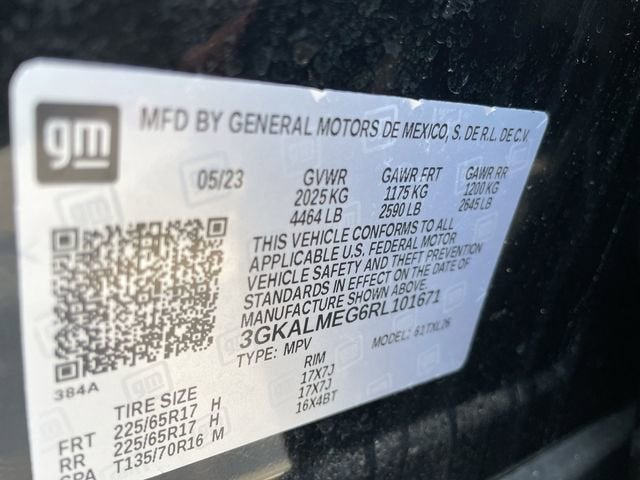 gm
MFD BY GENERAL MOTORS DE MEXICO, S. DE R.L. DE C.V.
05/23 GVWR GAWR FRT GAWR RR
2025 KG 1175 KG 1200 KG
4464 LB 2590 LB 2645 LB
THIS VEHICLE CONFORMS TO ALL
APPLICABLE U.S. FEDERAL MOTOR
VEHICLE SAFETY AND THEFT PREVENTION
STANDARDS IN EFFECT ON THE DATE OF
MANUFACTURE SHOWN ABOVE.
3GKALMEG6RL101671
TYPE: MPV MODEL: 61TXL26
384A
TIRE SIZE RIM
FRT 225/65R17 H 17X7J
RR 225/65R17 H 17X7J
SPA T135/70R16 M 16X4BT